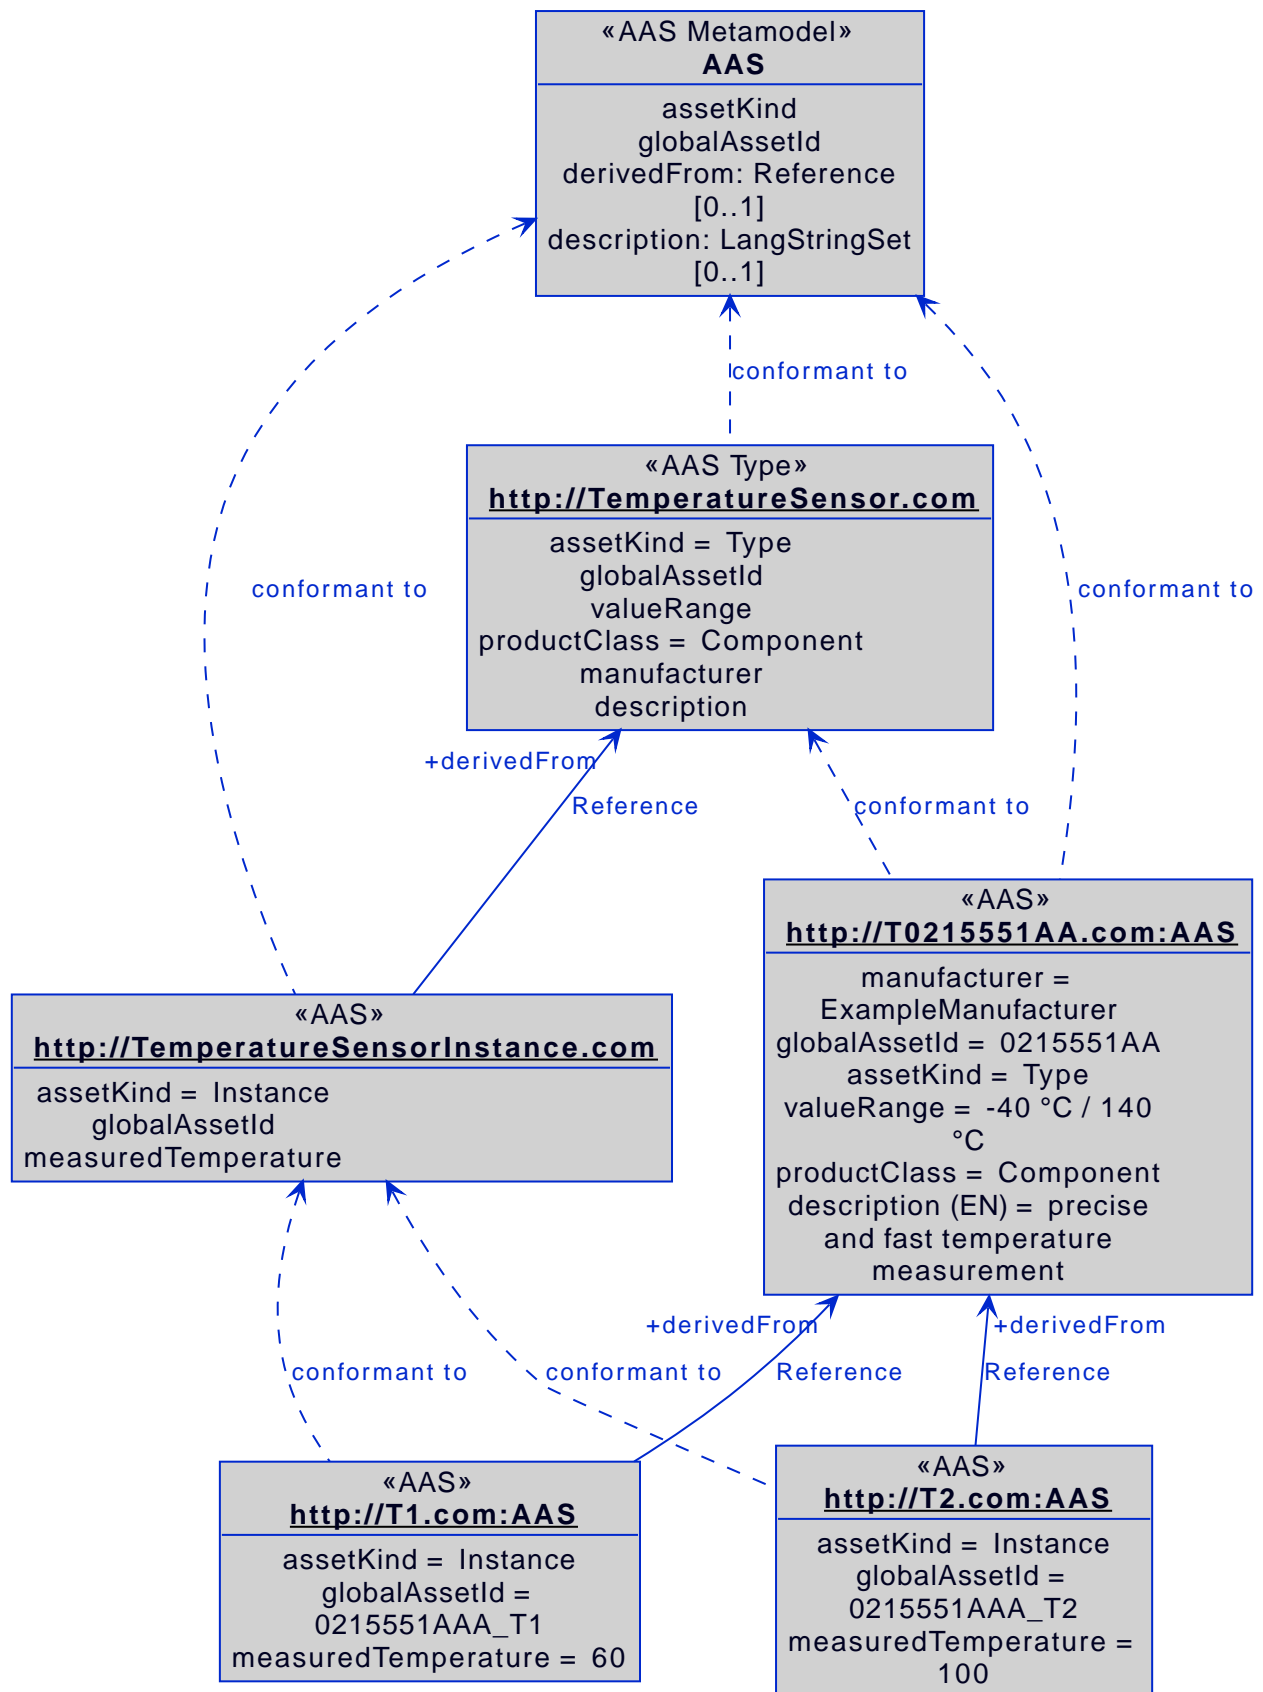 «AAS Metamodel»
AAS
assetKind
globalAssetId
derivedFrom: Reference
[0..1]
description: LangStringSet
[0..1]
conformant to
«AAS Type»
http://TemperatureSensor.com
assetKind = Type
globalAssetId
valueRange
productClass = Component
manufacturer
description
conformant to
conformant to
+derivedFrom
Reference
conformant to
«AAS»
http://T0215551AA.com:AAS
manufacturer =
ExampleManufacturer
globalAssetId = 0215551AA
assetKind = Type
valueRange = -40 °C / 140
°C
productClass = Component
description (EN) = precise
and fast temperature
measurement
«AAS»
http://TemperatureSensorInstance.com
assetKind = Instance
globalAssetId
measuredTemperature
+derivedFrom
+derivedFrom
conformant to
conformant to
Reference
Reference
«AAS»
http://T1.com:AAS
assetKind = Instance
globalAssetId =
0215551AAA_T1
measuredTemperature = 60
«AAS»
http://T2.com:AAS
assetKind = Instance
globalAssetId =
0215551AAA_T2
measuredTemperature =
100